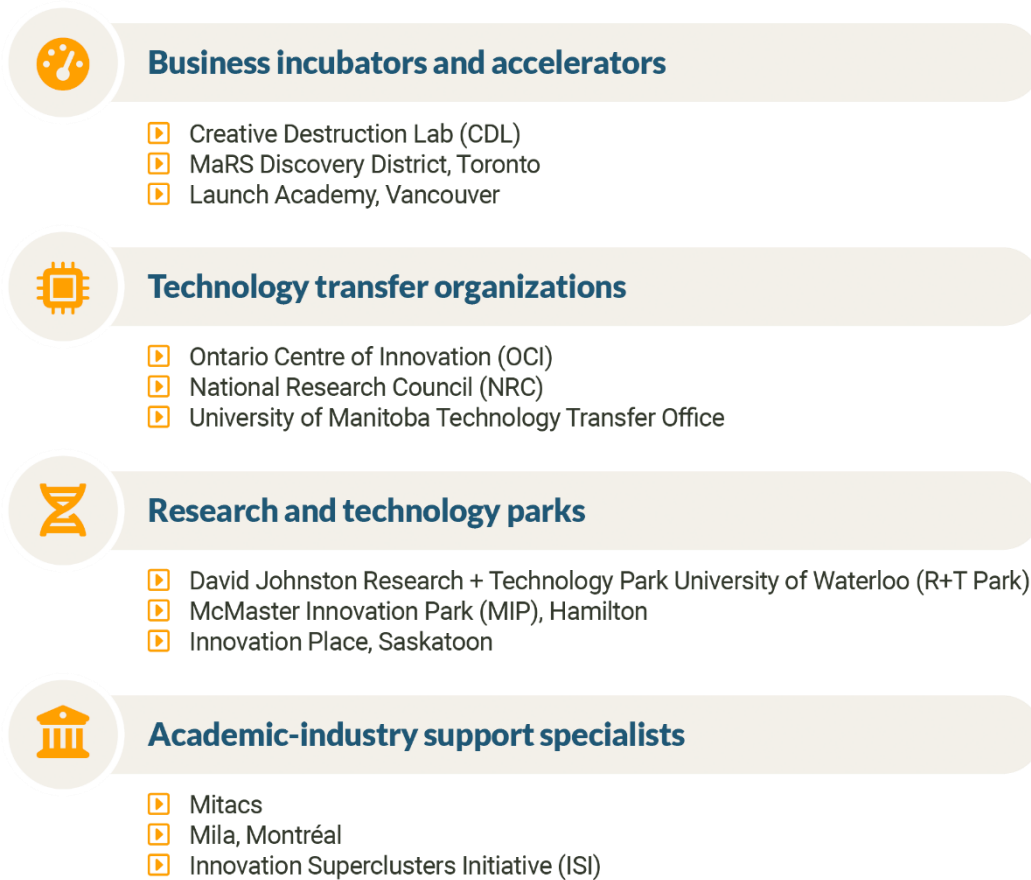 Business incubators and accelerators
Creative Destruction Lab (CDL)
MaRS Discovery District, Toronto
Launch Academy, Vancouver
Technology transfer organizations
Ontario Centre of Innovation (OCI)
National Research Council (NRC)
University of Manitoba Technology Transfer Office
Research and technology parks
David Johnston Research + Technology Park University of Waterloo (R+T Park)
McMaster Innovation Park (MIP), Hamilton
Innovation Place, Saskatoon
Academic-industry support specialists
Mitacs
Mila, Montréal
Innovation Superclusters Initiative (ISI)